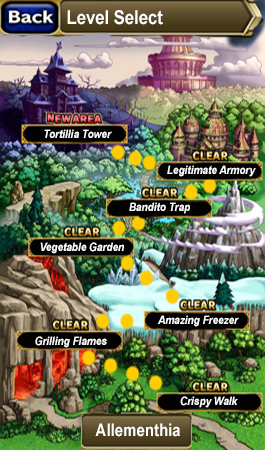 Back Level Select
NEW AREA
Tortillia Tower
CLEAR
Legitimate Armory
CLEAR
Bandito Trap
CLEAR
Vegetable Garden
CLEAR
Amazing Freezer
CLEAR
Grilling Flames
CLEAR
Crispy Walk
Allementhia